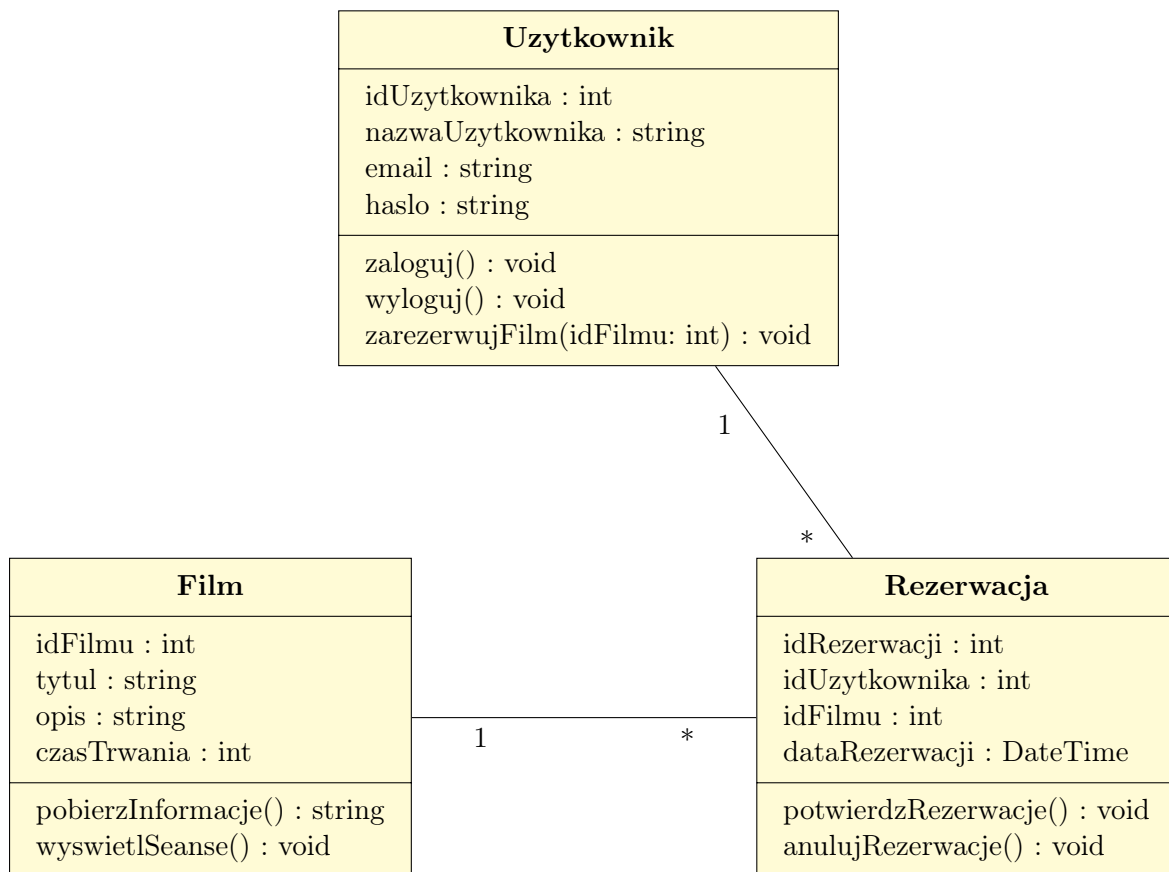 Uzytkownik
idUzytkownika : int
nazwaUzytkownika : string
email : string
haslo : string
zaloguj() : void
wyloguj() : void
zarezerwujFilm(idFilmu: int) : void
1
*
Film
idFilmu : int
tytul : string
opis : string
czasTrwania : int
pobierzInformacje() : string
wyswietlSeanse() : void
1
*
Rezerwacja
idRezerwacji : int
idUzytkownika : int
idFilmu : int
dataRezerwacji : DateTime
potwierdzRezerwacje() : void
anulujRezerwacje() : void